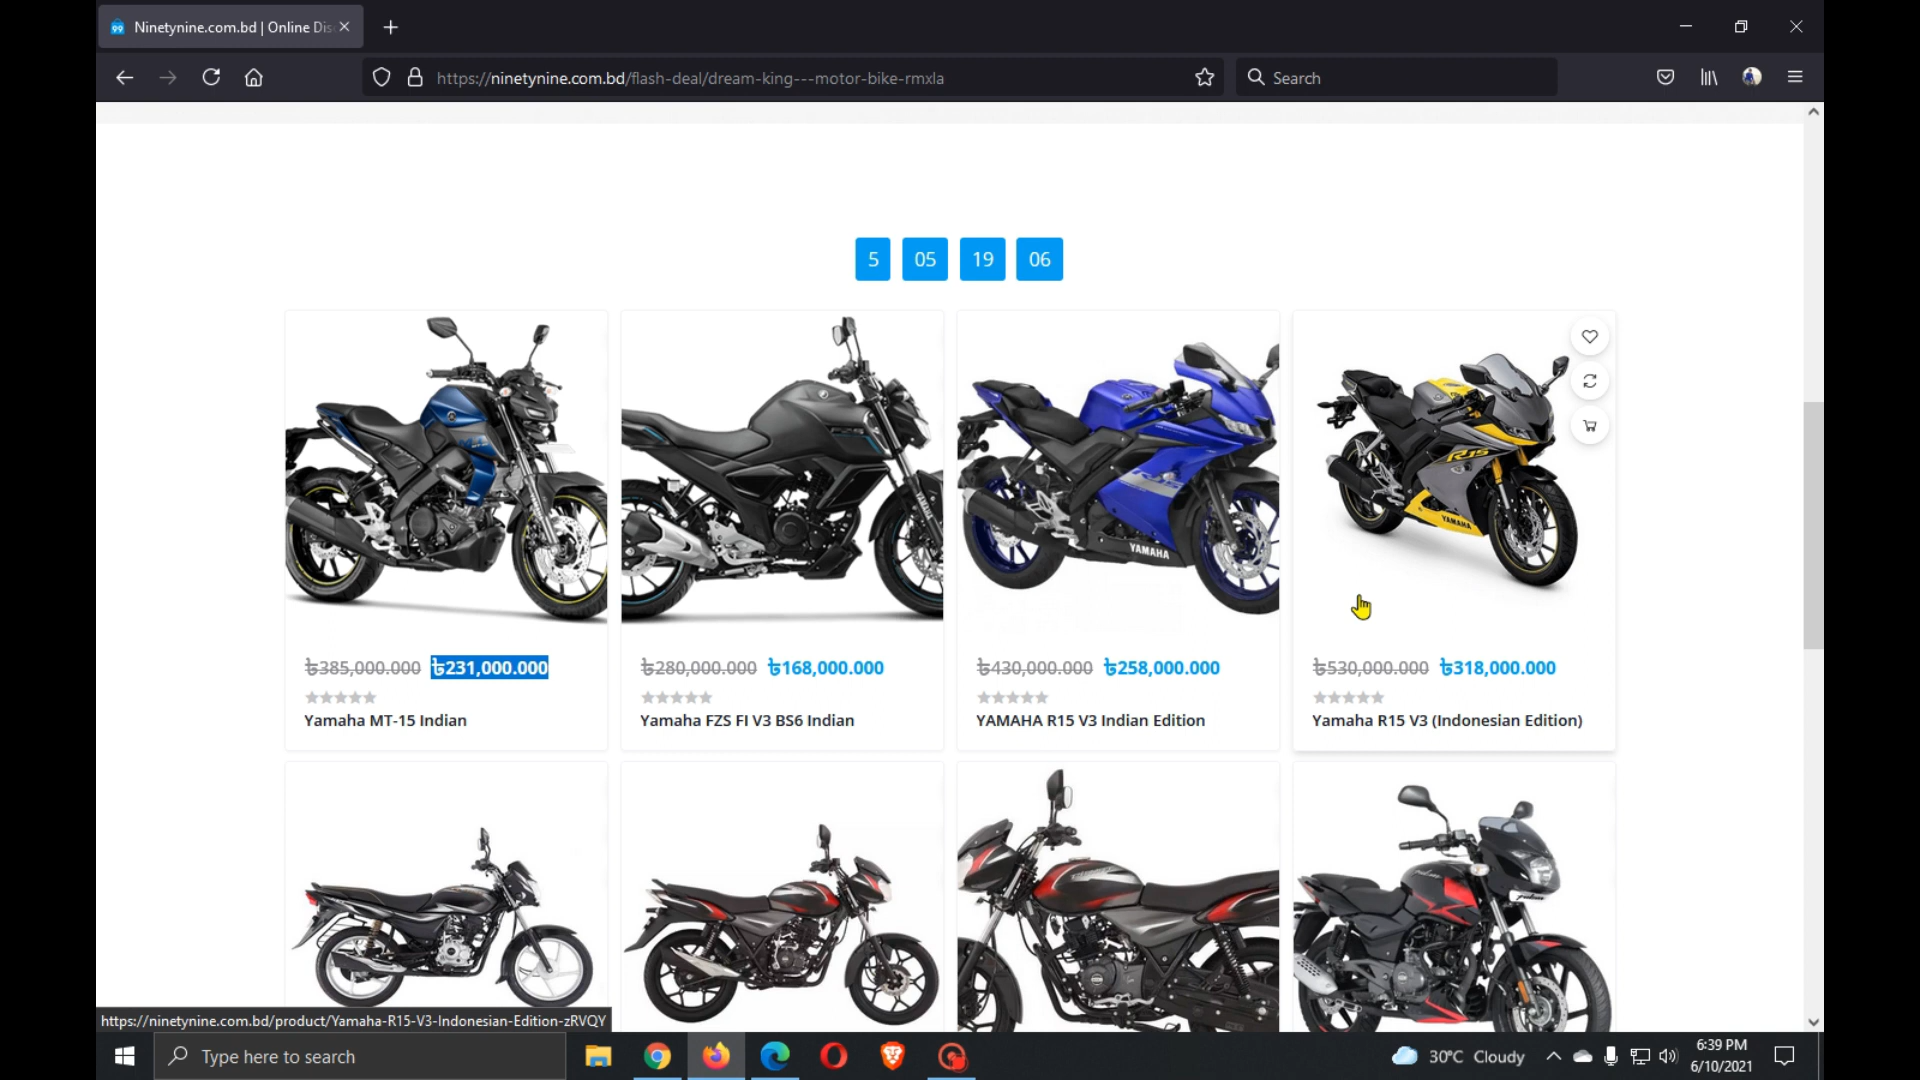 Ninetynine.com.bd | Online Dis
https://ninetynine.com.bd/flash-deal/dream-king---motor-bike-rmxla
Search
5 05 19 06
YAMAHA
R15
YAMAHA
৳385,000.000 ৳231,000.000
৳280,000.000 ৳168,000.000
৳430,000.000 ৳258,000.000
৳530,000.000 ৳318,000.000
Yamaha MT-15 Indian
Yamaha FZS FI V3 BS6 Indian
YAMAHA R15 V3 Indian Edition
Yamaha R15 V3 (Indonesian Edition)
https://ninetynine.com.bd/product/Yamaha-R15-V3-Indonesian-Edition-zRVQY
Type here to search
30°C Cloudy
6:39 PM
6/10/2021